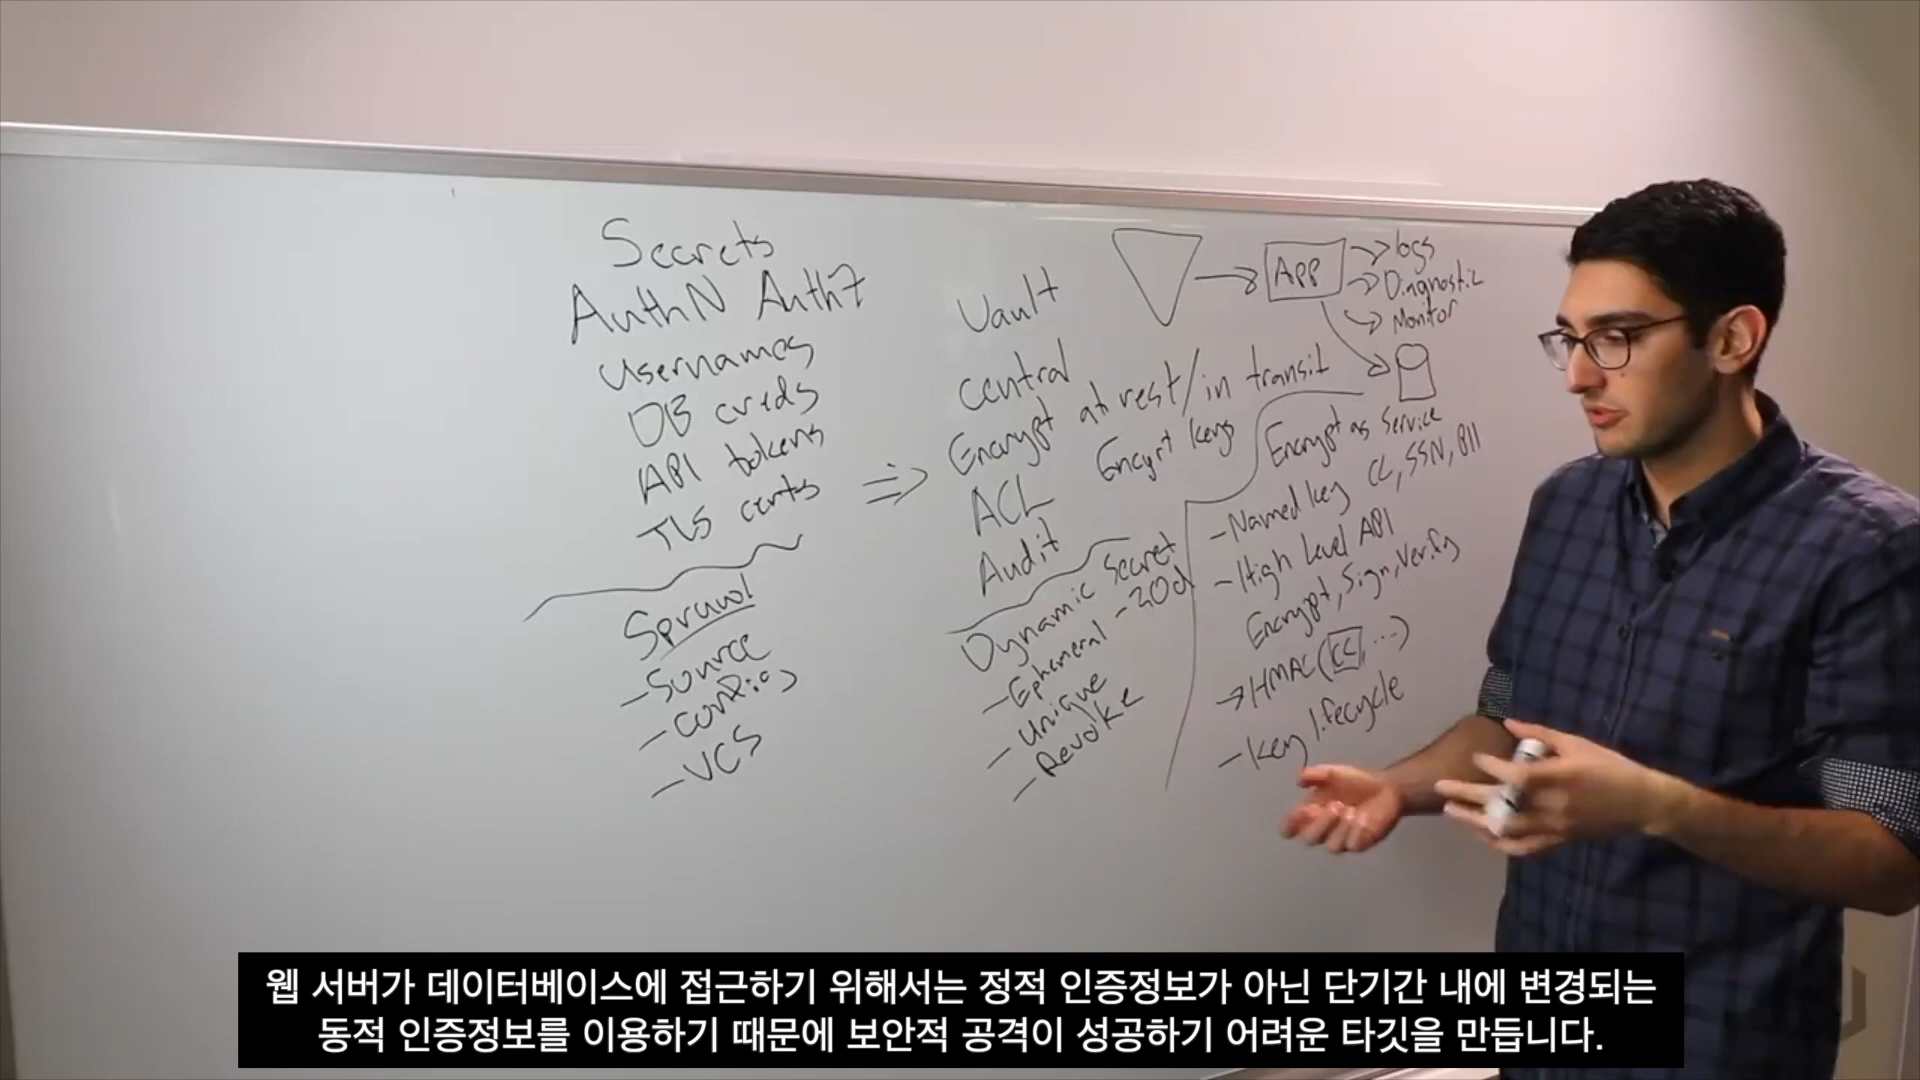 Secrets
AuthN AuthZ
Usernames
DB creds
API tokens
TLS certs
Sprawl
- Source
- Config
- VCS
Vault
Central
Encrypt at rest/in transit
Encrypt keys
ACL
Audit
Dynamic Secret
- Ephemeral - 30d
- Unique
- Revoke
App
logs
Diagnostic
Monitor
Encrypt as Service
- Named key CC, SSN, PII
- High Level API
Encrypt, Sign, Verify
→ HMAC(CC, ...)
- Key lifecycle
웹 서버가 데이터베이스에 접근하기 위해서는 정적 인증정보가 아닌 단기간 내에 변경되는
동적 인증정보를 이용하기 때문에 보안적 공격이 성공하기 어려운 타깃을 만듭니다.